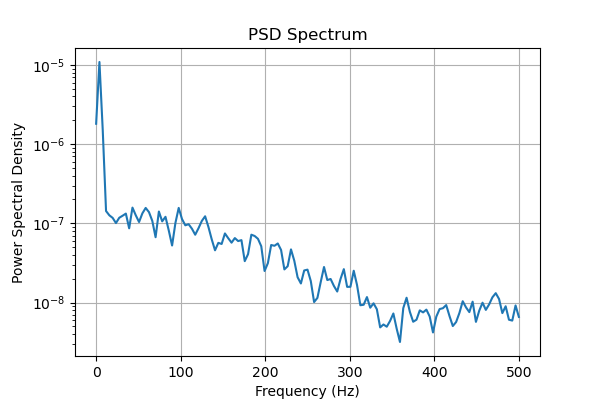 PSD Spectrum
10⁻⁵
10⁻⁶
10⁻⁷
10⁻⁸
Power Spectral Density
0 100 200 300 400 500
Frequency (Hz)